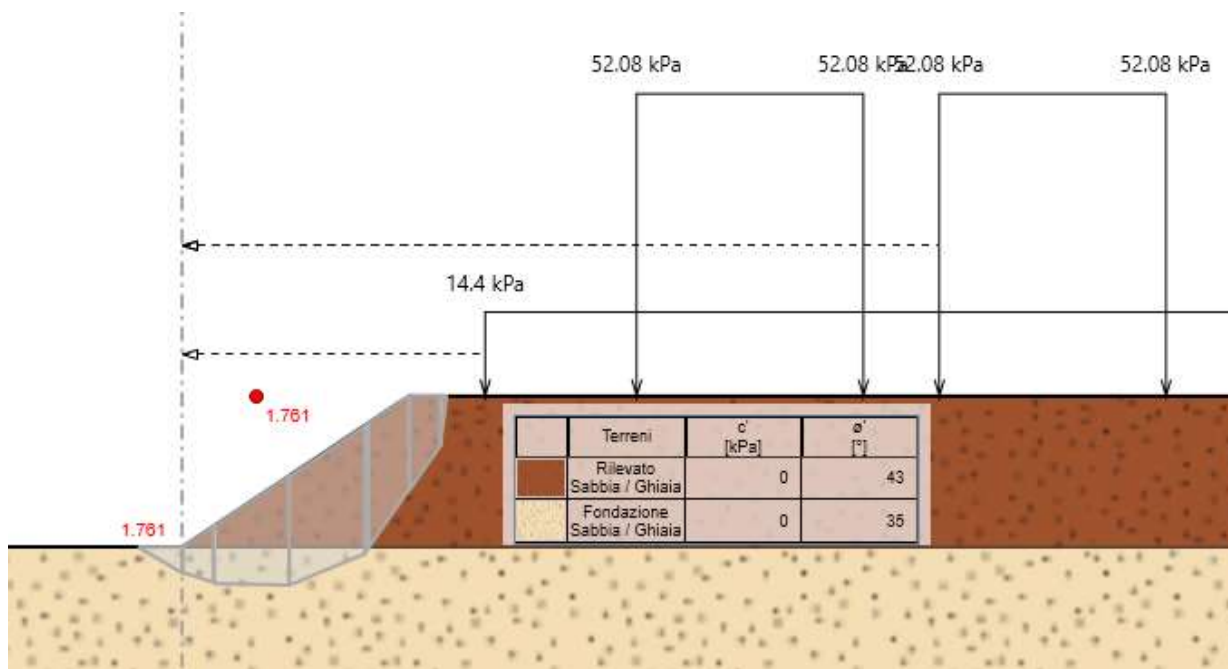 52.08 kPa
52.08 kPa
52.08 kPa
52.08 kPa
14.4 kPa
1.761
1.761
Terreni
c'
[kPa]
ø'
[°]
Rilevato
Sabbia / Ghiaia
0
43
Fondazione
Sabbia / Ghiaia
0
35